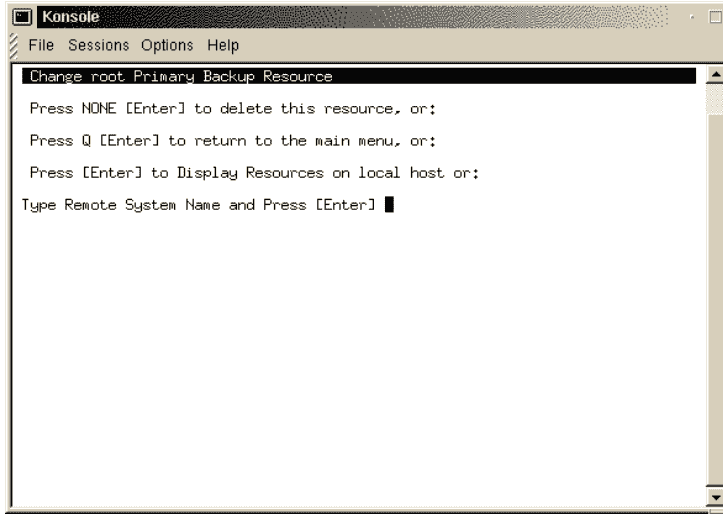 Konsole
File Sessions Options Help
Change root Primary Backup Resource
Press NONE [Enter] to delete this resource, or:
Press Q [Enter] to return to the main menu, or:
Press [Enter] to Display Resources on local host or:
Type Remote System Name and Press [Enter]